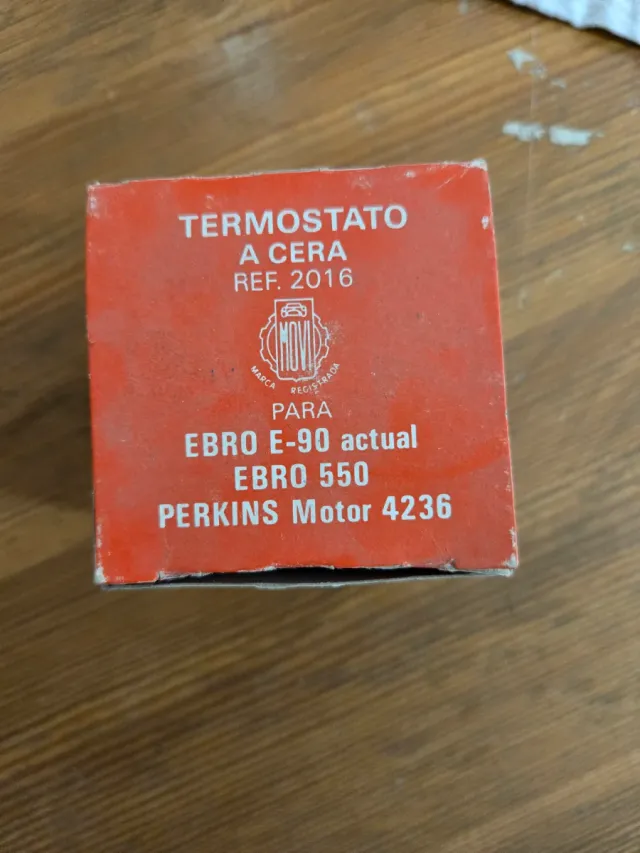 TERMOSTATO
A CERA
REF. 2016
MOVI
MARCA REGISTRADA
PARA
EBRO E-90 actual
EBRO 550
PERKINS Motor 4236